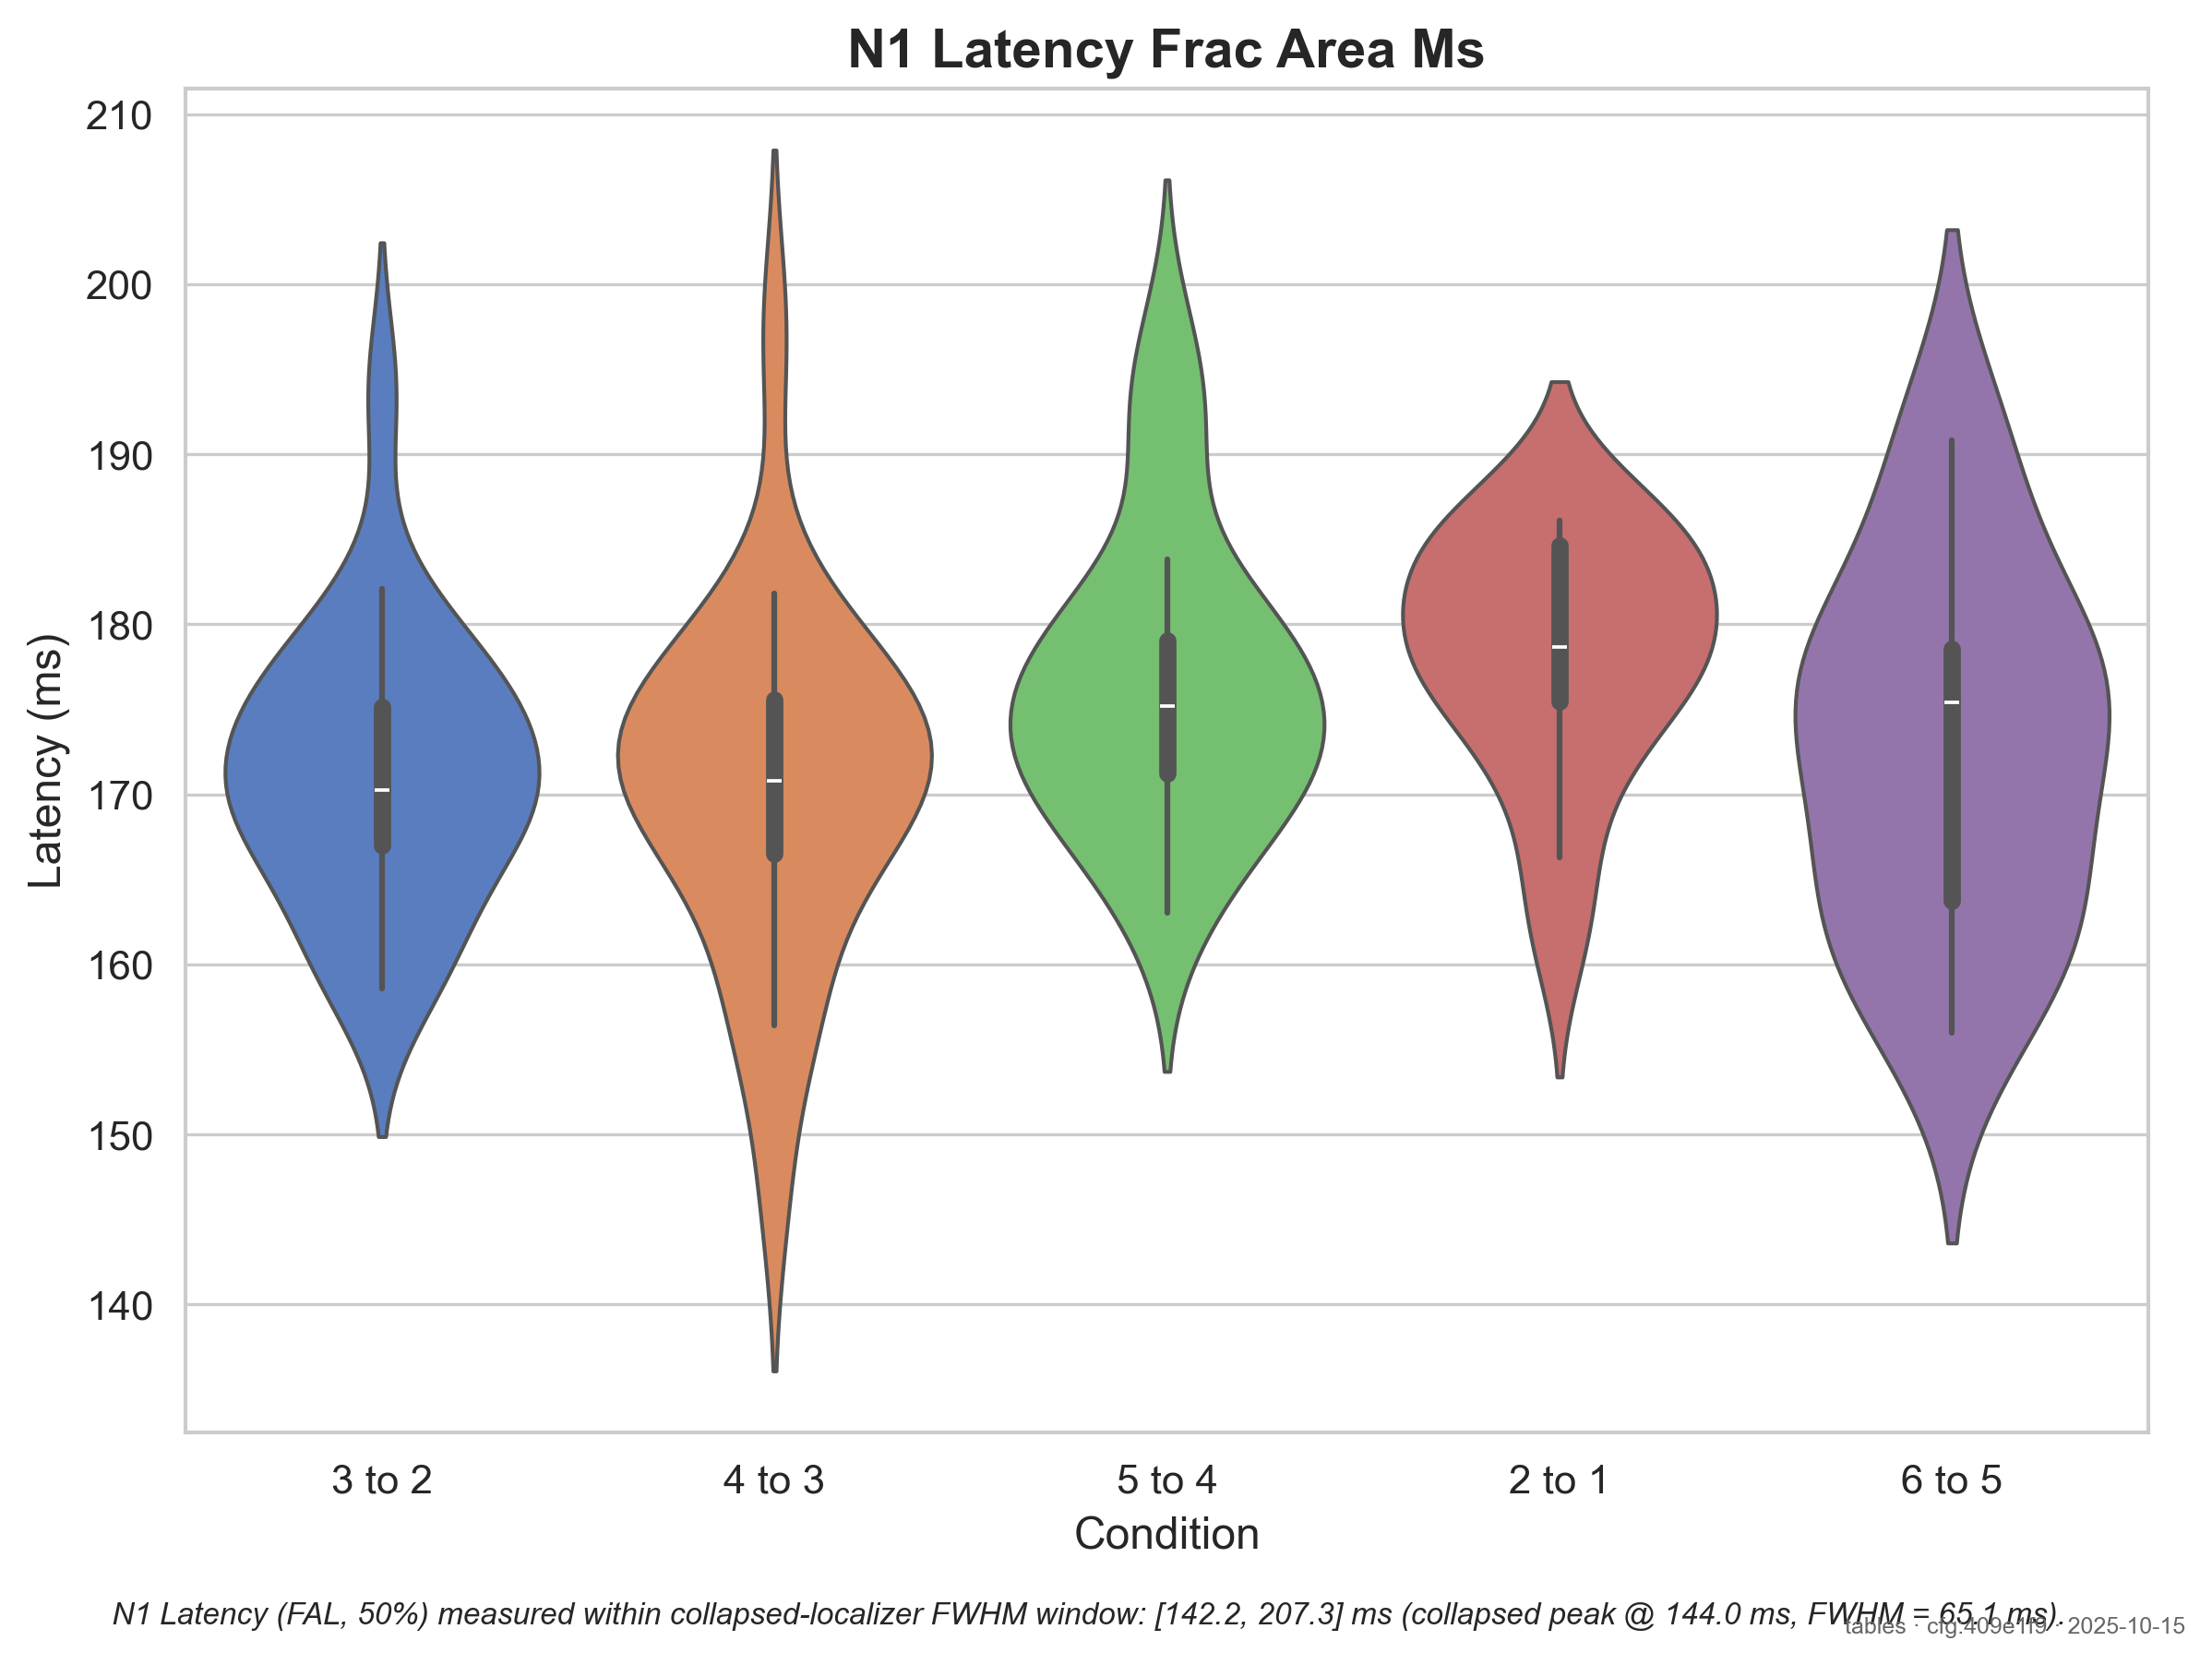 N1 Latency Frac Area Ms
210
200
190
180
170
160
150
140
Latency (ms)
3 to 2
4 to 3
5 to 4
2 to 1
6 to 5
Condition
N1 Latency (FAL, 50%) measured within collapsed-localizer FWHM window: [142.2, 207.3] ms (collapsed peak @ 144.0 ms, FWHM = 65.1 ms).
tables · cfg:409e1f9 · 2025-10-15